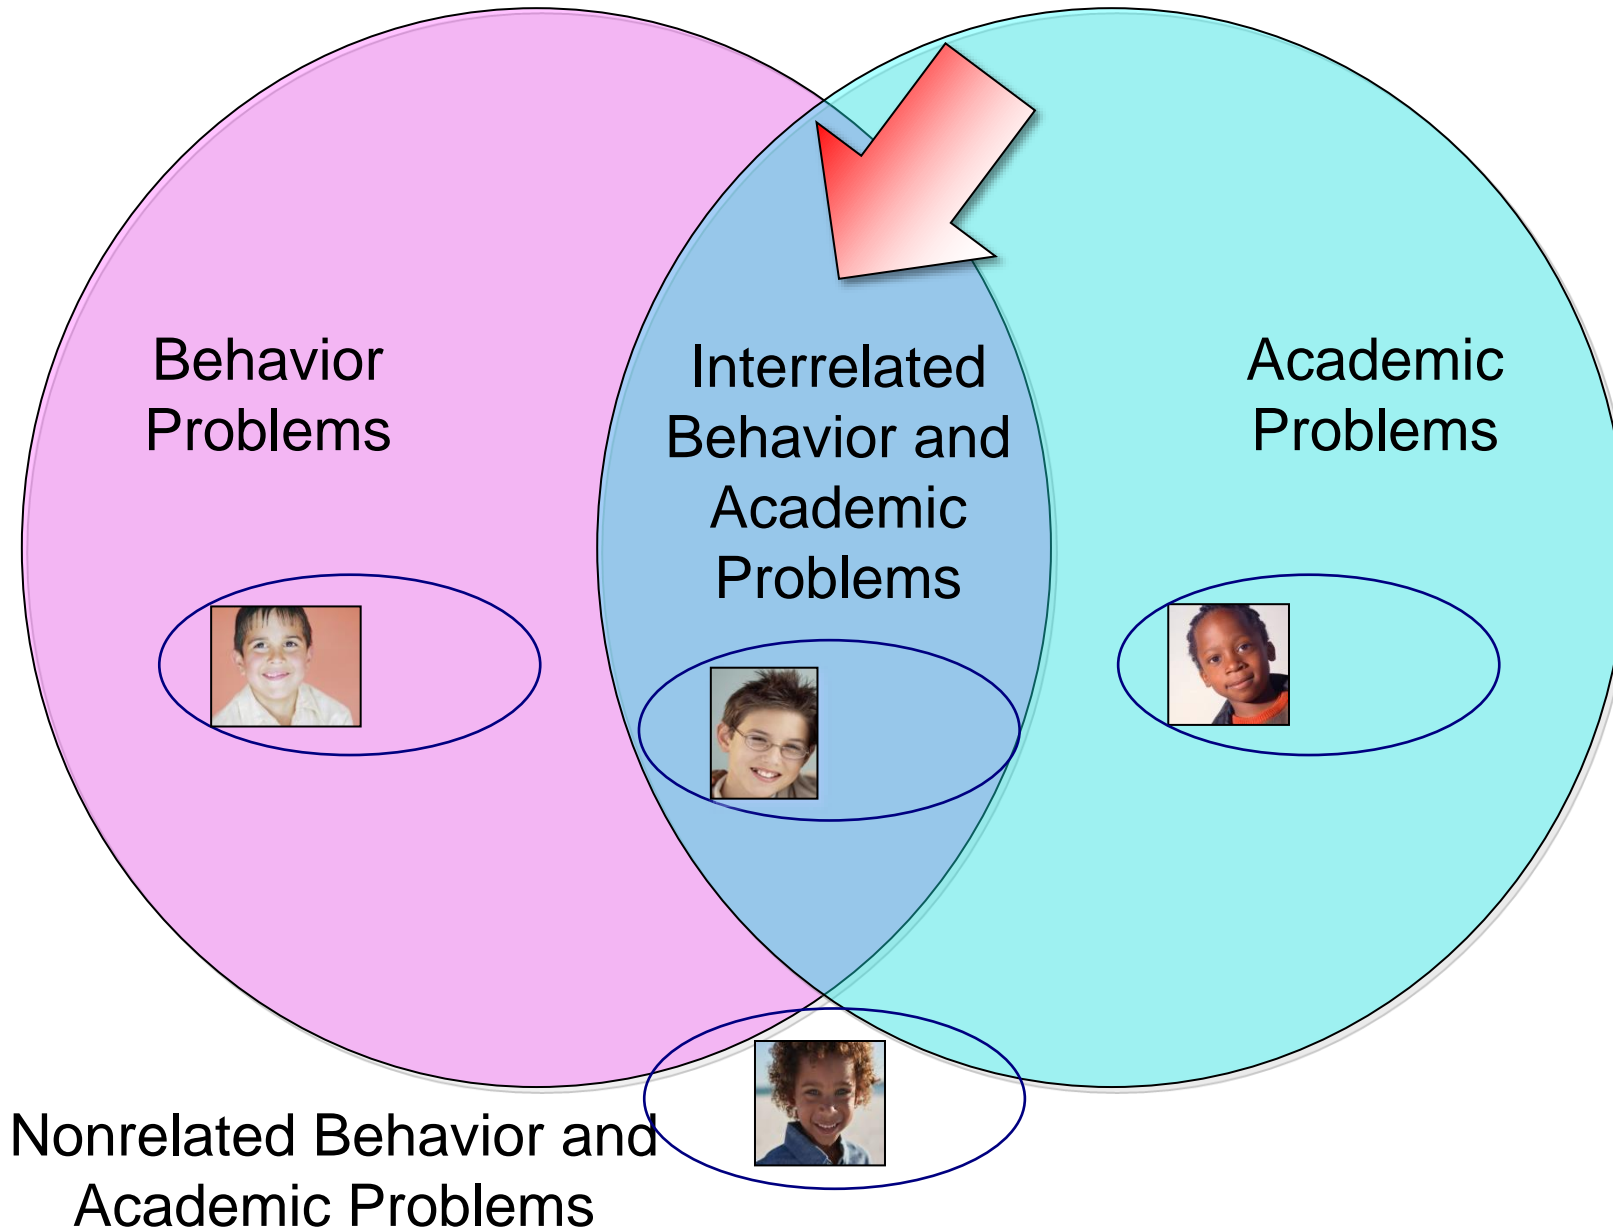 Behavior
Problems
Interrelated
Behavior and
Academic
Problems
Academic
Problems
Nonrelated Behavior and
Academic Problems